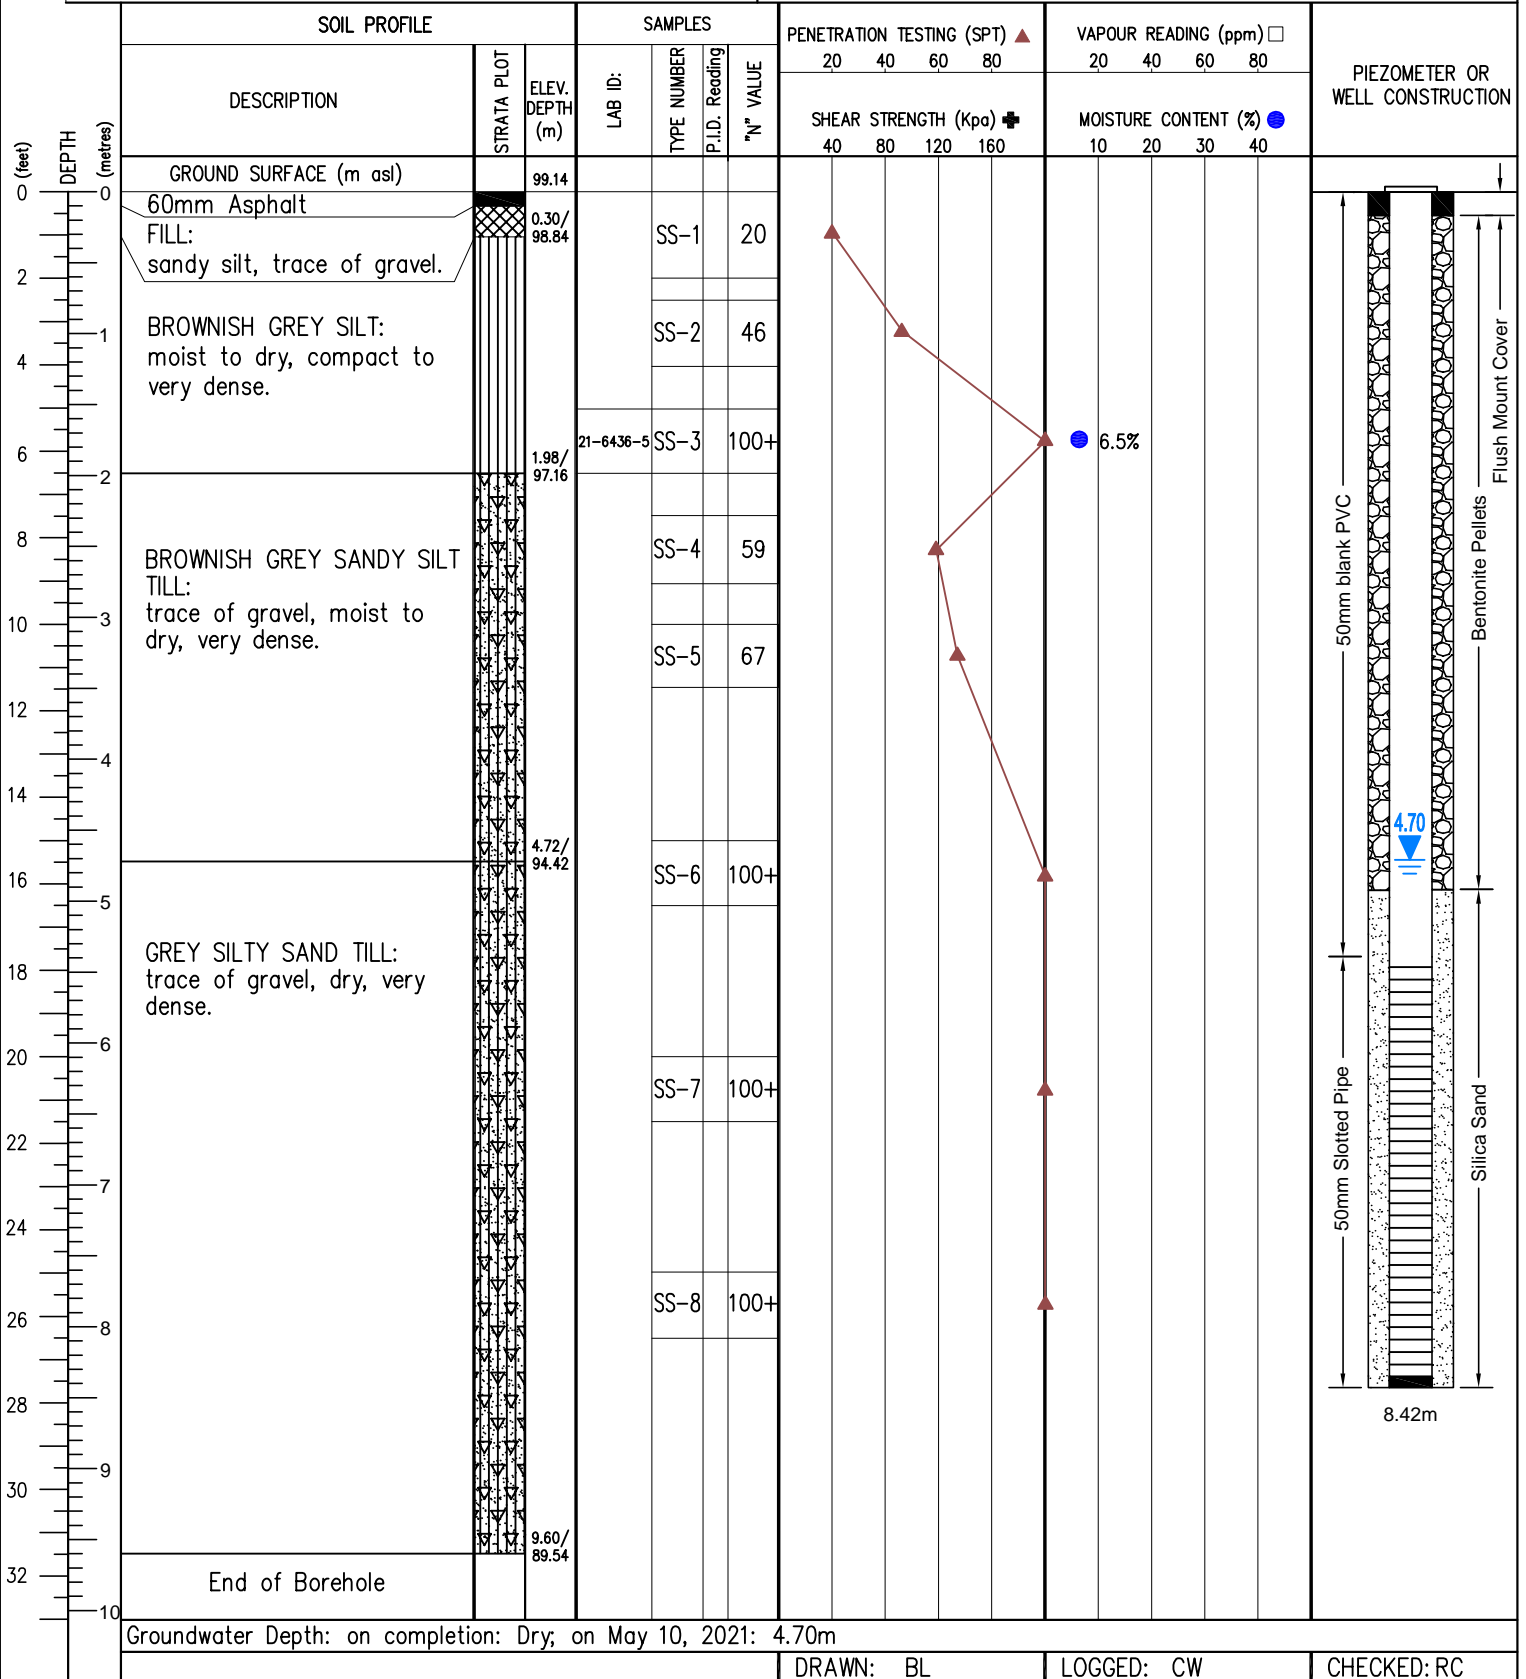 SOIL PROFILE
SAMPLES
PENETRATION TESTING (SPT)
20 40 60 80
SHEAR STRENGTH (Kpa)
40 80 120 160
VAPOUR READING (ppm)
20 40 60 80
MOISTURE CONTENT (%)
10 20 30 40
PIEZOMETER OR
WELL CONSTRUCTION
(feet)
DEPTH
(metres)
DESCRIPTION
STRATA PLOT
ELEV.
DEPTH
(m)
LAB ID:
TYPE NUMBER
P.I.D. Reading
"N" VALUE
GROUND SURFACE (m asl)
99.14
0
2
4
6
8
10
12
14
16
18
20
22
24
26
28
30
32
0
1
2
3
4
5
6
7
8
9
10
60mm Asphalt
FILL:
sandy silt, trace of gravel.
0.30/
98.84
BROWNISH GREY SILT:
moist to dry, compact to
very dense.
1.98/
97.16
BROWNISH GREY SANDY SILT
TILL:
trace of gravel, moist to
dry, very dense.
4.72/
94.42
GREY SILTY SAND TILL:
trace of gravel, dry, very
dense.
9.60/
89.54
End of Borehole
SS-1 20
SS-2 46
21-6436-5 SS-3 100+
6.5%
SS-4 59
SS-5 67
SS-6 100+
SS-7 100+
SS-8 100+
50mm blank PVC
50mm Slotted Pipe
4.70
Flush Mount Cover
Bentonite Pellets
Silica Sand
8.42m
Groundwater Depth: on completion: Dry; on May 10, 2021: 4.70m
DRAWN: BL
LOGGED: CW
CHECKED: RC